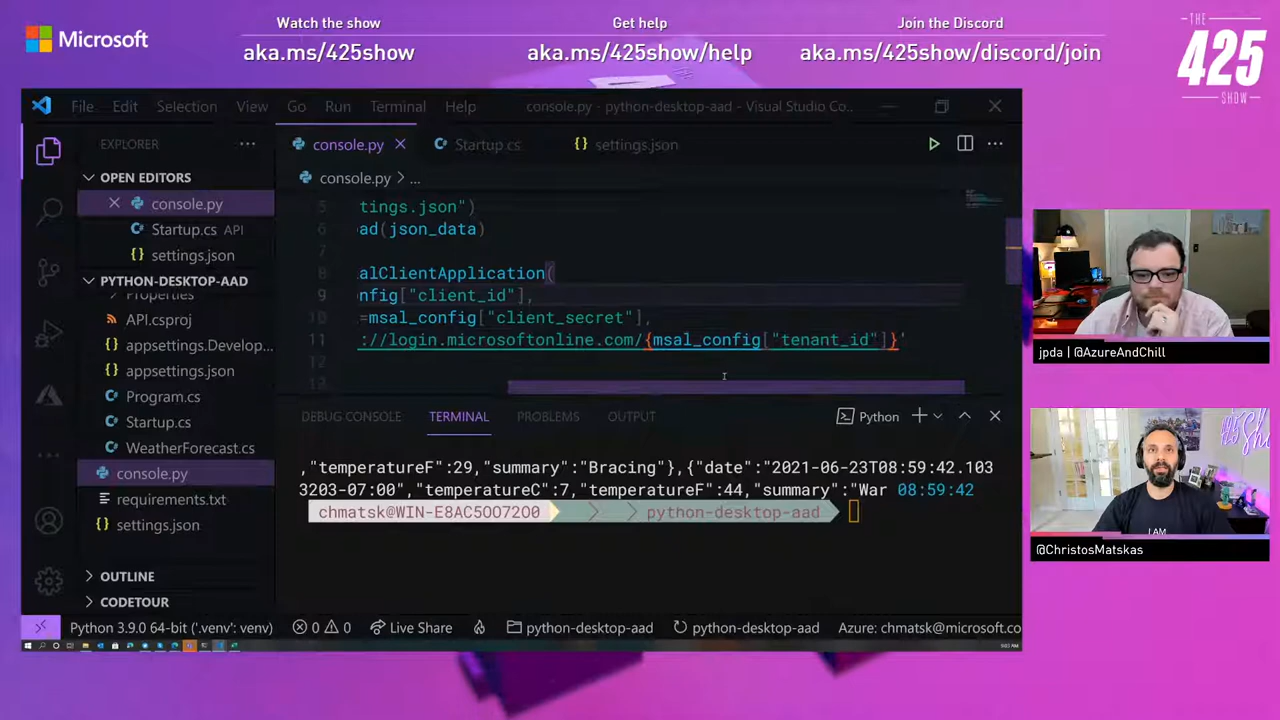 Microsoft
Watch the show
aka.ms/425show
Get help
aka.ms/425show/help
Join the Discord
aka.ms/425show/discord/join
THE
425
SHOW
File Edit Selection View Go Run Terminal Help
console.py - python-desktop-aad - Visual Studio Co...
EXPLORER
OPEN EDITORS
console.py
Startup.cs API
settings.json
PYTHON-DESKTOP-AAD
Properties
API.csproj
appsettings.Develop...
appsettings.json
Program.cs
Startup.cs
WeatherForecast.cs
console.py
requirements.txt
settings.json
OUTLINE
CODETOUR
console.py Startup.cs settings.json
console.py > ...
5 tings.json")
6 ad(json_data)
7
8 alClientApplication(
9 nfig["client_id"],
10 =msal_config["client_secret"],
11 ://login.microsoftonline.com/{msal_config["tenant_id"]}'
12
DEBUG CONSOLE TERMINAL PROBLEMS OUTPUT
Python
,"temperatureF":29,"summary":"Bracing"},{"date":"2021-06-23T08:59:42.103
3203-07:00","temperatureC":7,"temperatureF":44,"summary":"War 08:59:42
chmatsk@WIN-E8AC5OO72O0 python-desktop-aad
Python 3.9.0 64-bit ('.venv': venv) 0 0 Live Share python-desktop-aad python-desktop-aad Azure: chmatsk@microsoft.co
jpda | @AzureAndChill
I AM
@ChristosMatskas